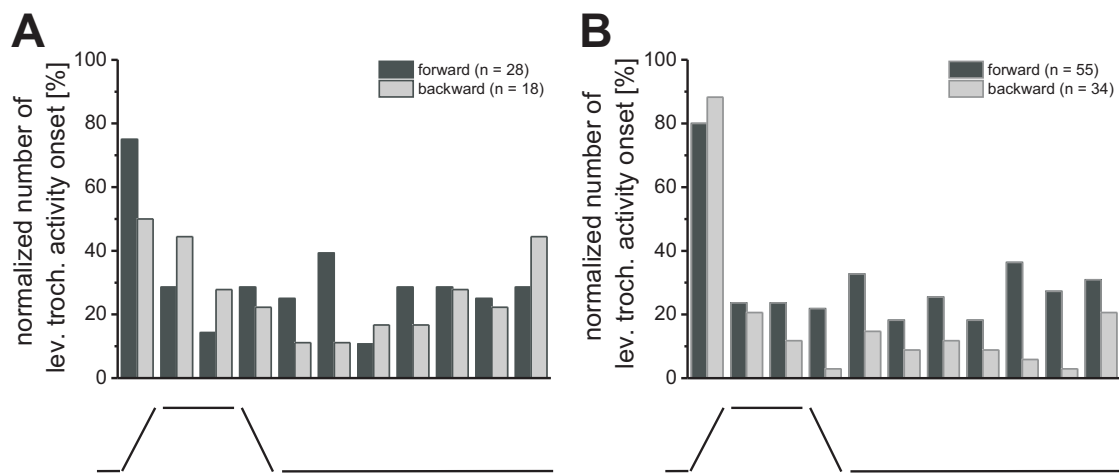 A
normalized number of
lev. troch. activity onset [%]
100
80
60
40
20
0
forward (n = 28)
backward (n = 18)
B
normalized number of
lev. troch. activity onset [%]
100
80
60
40
20
0
forward (n = 55)
backward (n = 34)